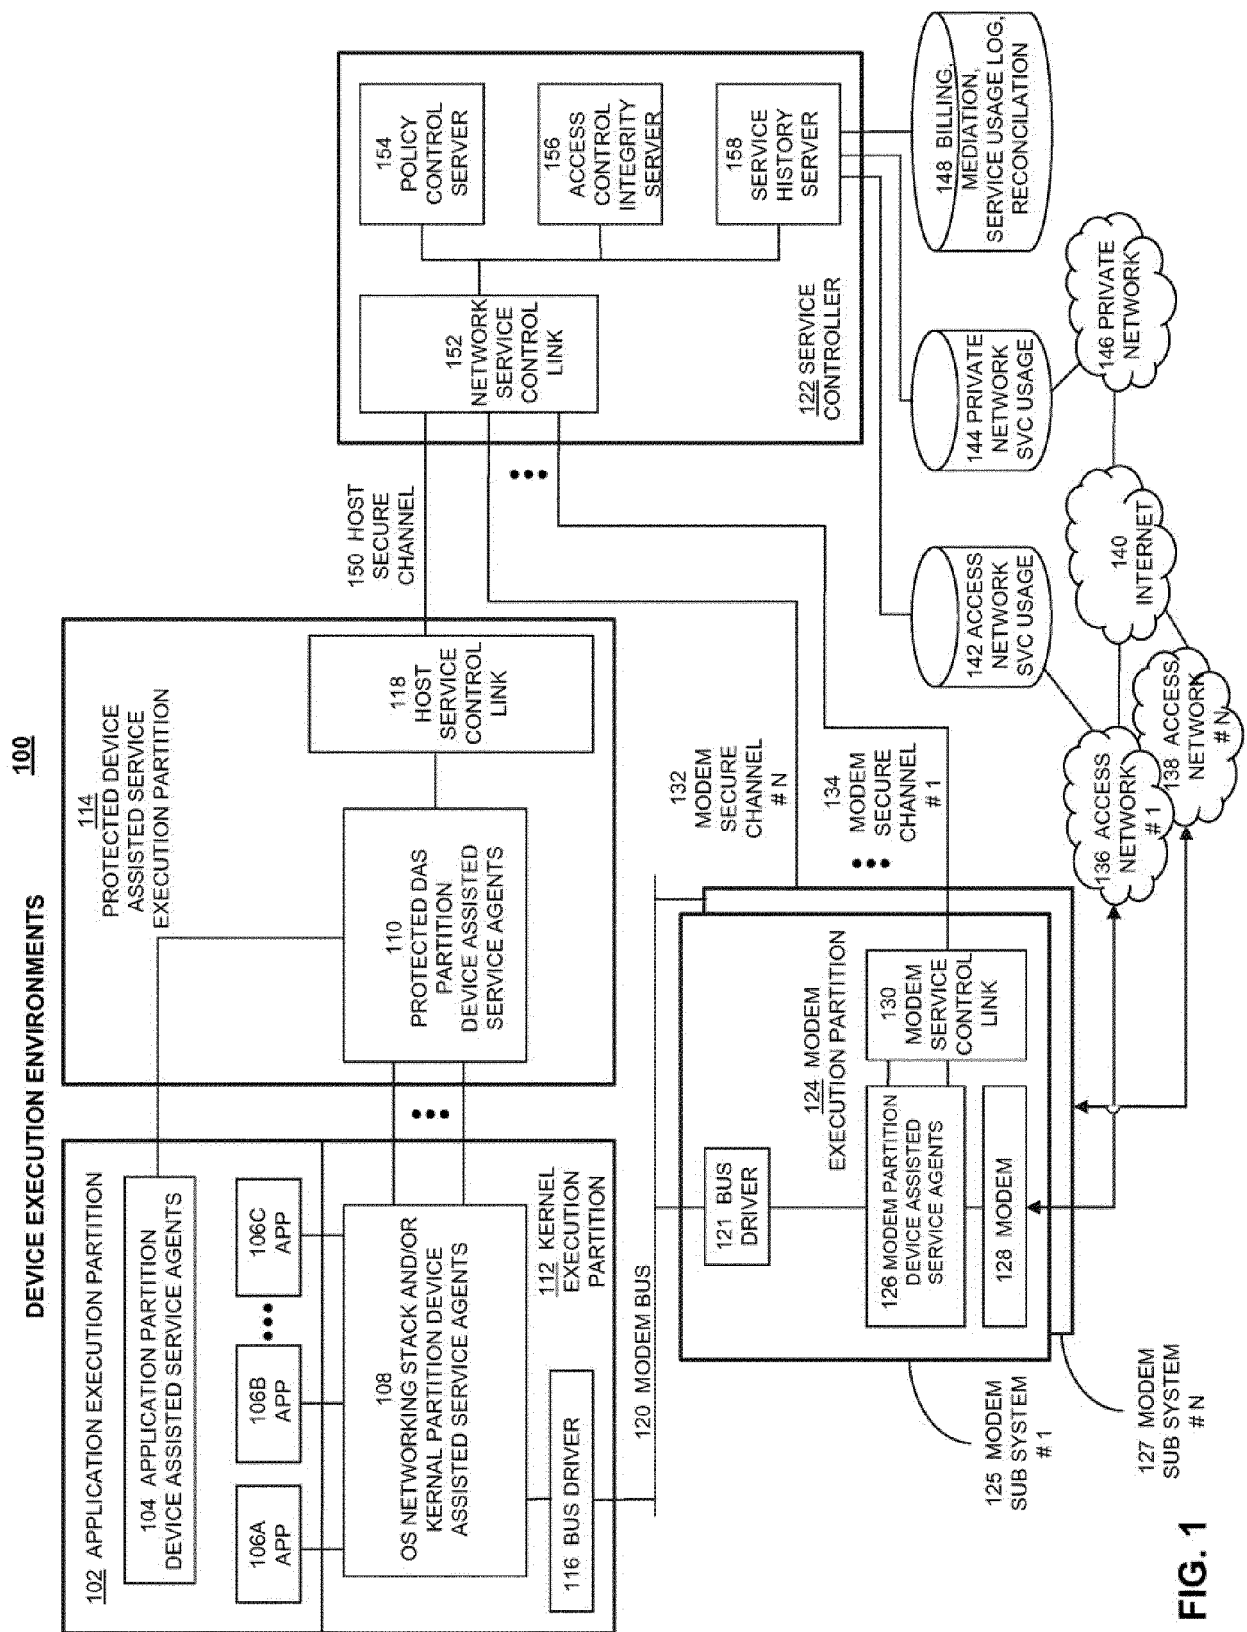 DEVICE EXECUTION ENVIRONMENTS
100
102 APPLICATION EXECUTION PARTITION
104 APPLICATION PARTITION
DEVICE ASSISTED SERVICE AGENTS
106A
APP
106B
APP
106C
APP
108
OS NETWORKING STACK AND/OR
KERNAL PARTITION DEVICE
ASSISTED SERVICE AGENTS
112 KERNEL
EXECUTION
PARTITION
116 BUS DRIVER
114
PROTECTED DEVICE
ASSISTED SERVICE
EXECUTION PARTITION
110
PROTECTED DAS
PARTITION
DEVICE ASSISTED
SERVICE AGENTS
118
HOST
SERVICE
CONTROL
LINK
150 HOST
SECURE
CHANNEL
152
NETWORK
SERVICE
CONTROL
LINK
154
POLICY
CONTROL
SERVER
156
ACCESS
CONTROL
INTEGRITY
SERVER
158
SERVICE
HISTORY
SERVER
122 SERVICE
CONTROLLER
120 MODEM BUS
121 BUS
DRIVER
124 MODEM
EXECUTION PARTITION
126 MODEM PARTITION
DEVICE ASSISTED
SERVICE AGENTS
128 MODEM
130
MODEM
SERVICE
CONTROL
LINK
132
MODEM
SECURE
CHANNEL
# N
134
MODEM
SECURE
CHANNEL
# 1
125 MODEM
SUB SYSTEM
# 1
127 MODEM
SUB SYSTEM
# N
136 ACCESS
NETWORK
# 1
138 ACCESS
NETWORK
# N
140
INTERNET
142 ACCESS
NETWORK
SVC USAGE
144 PRIVATE
NETWORK
SVC USAGE
146 PRIVATE
NETWORK
148 BILLING,
MEDIATION,
SERVICE USAGE LOG,
RECONCILATION
FIG. 1